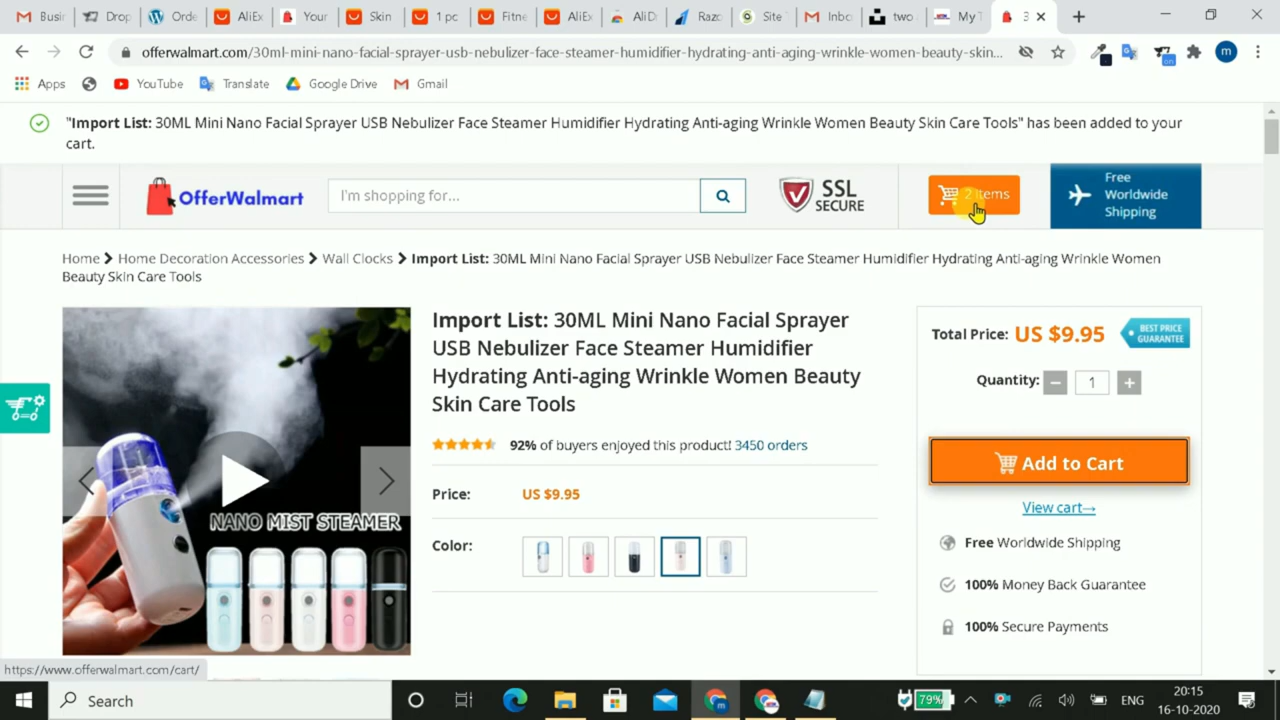 Busir
Drop
Orde
AliEx
Your
Skin
1 pc
Fitne
AliEx
AliD
Razo
Site
Inbo
two
My T
3
offerwalmart.com/30ml-mini-nano-facial-sprayer-usb-nebulizer-face-steamer-humidifier-hydrating-anti-aging-wrinkle-women-beauty-skin...
m
on
Apps
YouTube
Translate
Google Drive
Gmail
"Import List: 30ML Mini Nano Facial Sprayer USB Nebulizer Face Steamer Humidifier Hydrating Anti-aging Wrinkle Women Beauty Skin Care Tools" has been added to your
cart.
OfferWalmart
I'm shopping for...
SSL
SECURE
2 items
Free
Worldwide
Shipping
Home > Home Decoration Accessories > Wall Clocks > Import List: 30ML Mini Nano Facial Sprayer USB Nebulizer Face Steamer Humidifier Hydrating Anti-aging Wrinkle Women
Beauty Skin Care Tools
NANO MIST STEAMER
Import List: 30ML Mini Nano Facial Sprayer
USB Nebulizer Face Steamer Humidifier
Hydrating Anti-aging Wrinkle Women Beauty
Skin Care Tools
92% of buyers enjoyed this product! 3450 orders
Price: US $9.95
Color:
Total Price: US $9.95
BEST PRICE
GUARANTEE
Quantity: − 1 +
Add to Cart
View cart→
Free Worldwide Shipping
100% Money Back Guarantee
100% Secure Payments
https://www.offerwalmart.com/cart/
Search
79%
ENG
20:15
16-10-2020